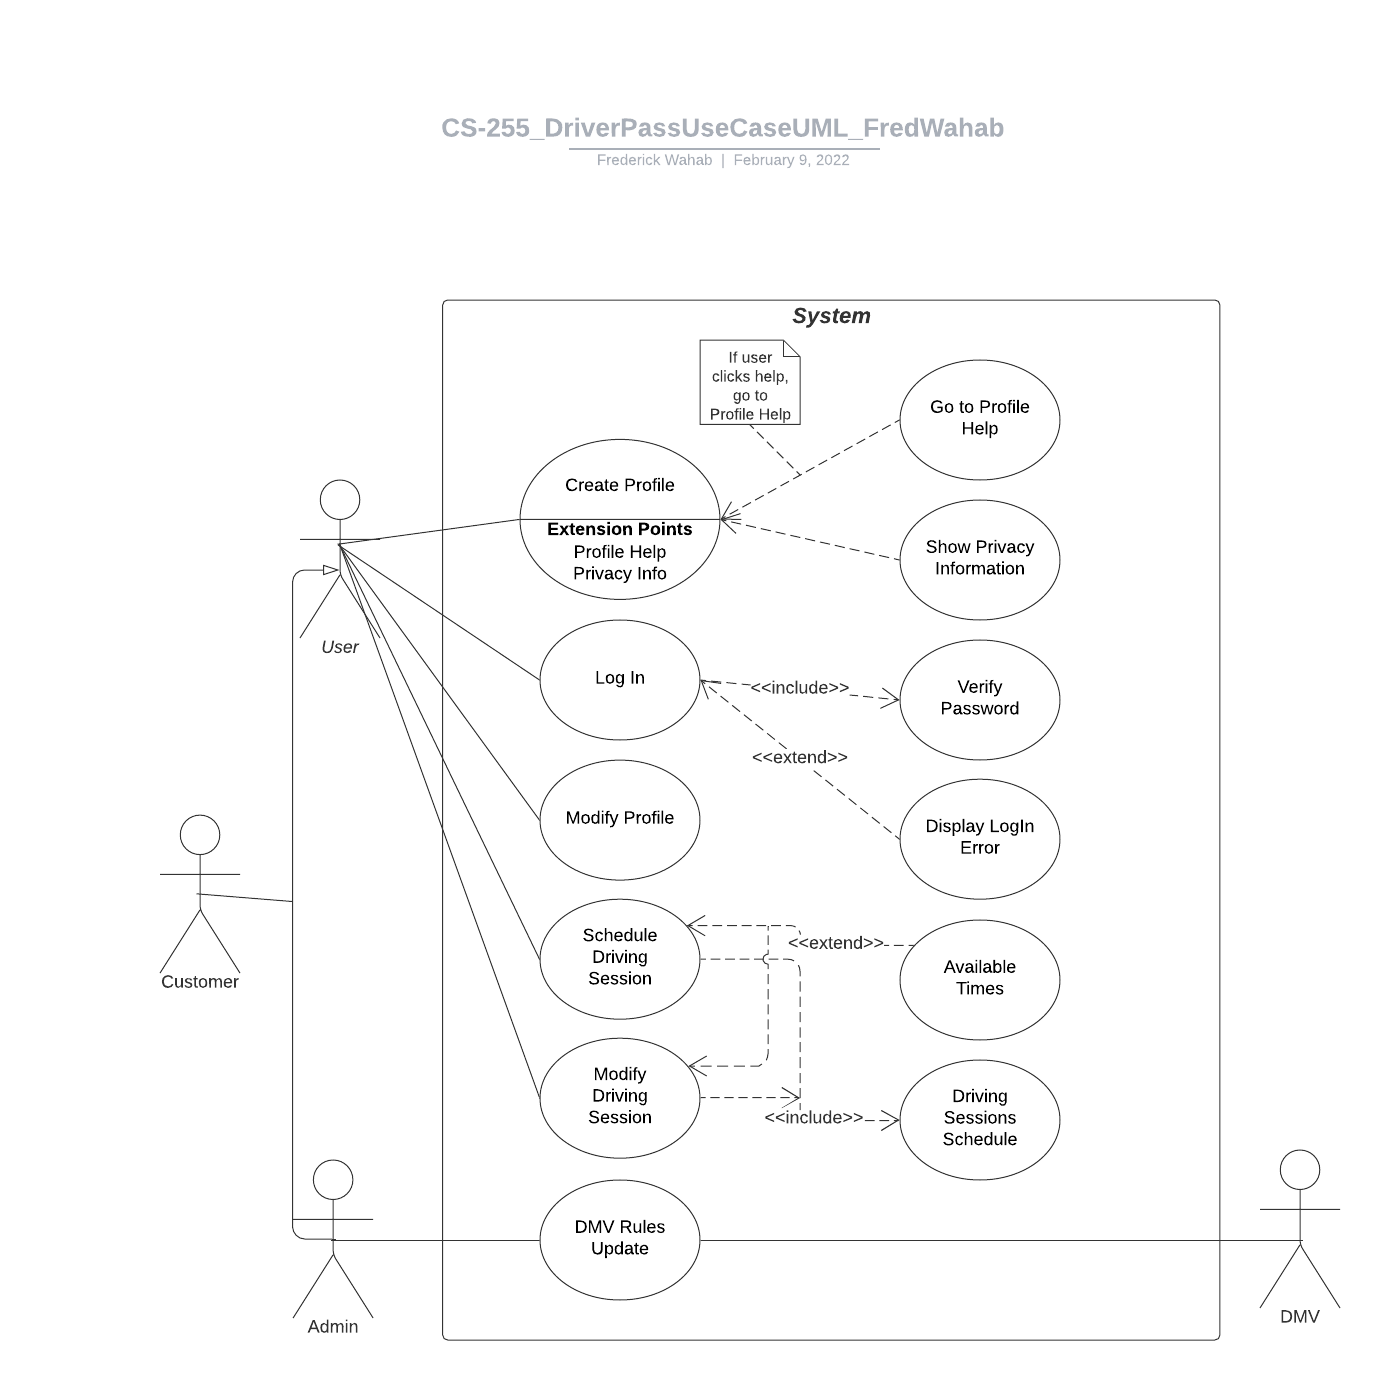 CS-255_DriverPassUseCaseUML_FredWahab
Frederick Wahab | February 9, 2022
System
If user
clicks help,
go to
Profile Help
Go to Profile
Help
Create Profile
Extension Points
Profile Help
Privacy Info
Show Privacy
Information
User
Log In
<<include>>
Verify
Password
<<extend>>
Modify Profile
Display LogIn
Error
Customer
Schedule
Driving
Session
<<extend>>
Available
Times
Modify
Driving
Session
<<include>>
Driving
Sessions
Schedule
DMV Rules
Update
Admin
DMV